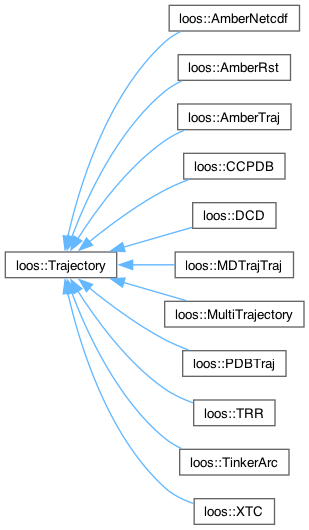 loos::AmberNetcdf
loos::AmberRst
loos::AmberTraj
loos::CCPDB
loos::DCD
loos::Trajectory
loos::MDTrajTraj
loos::MultiTrajectory
loos::PDBTraj
loos::TRR
loos::TinkerArc
loos::XTC